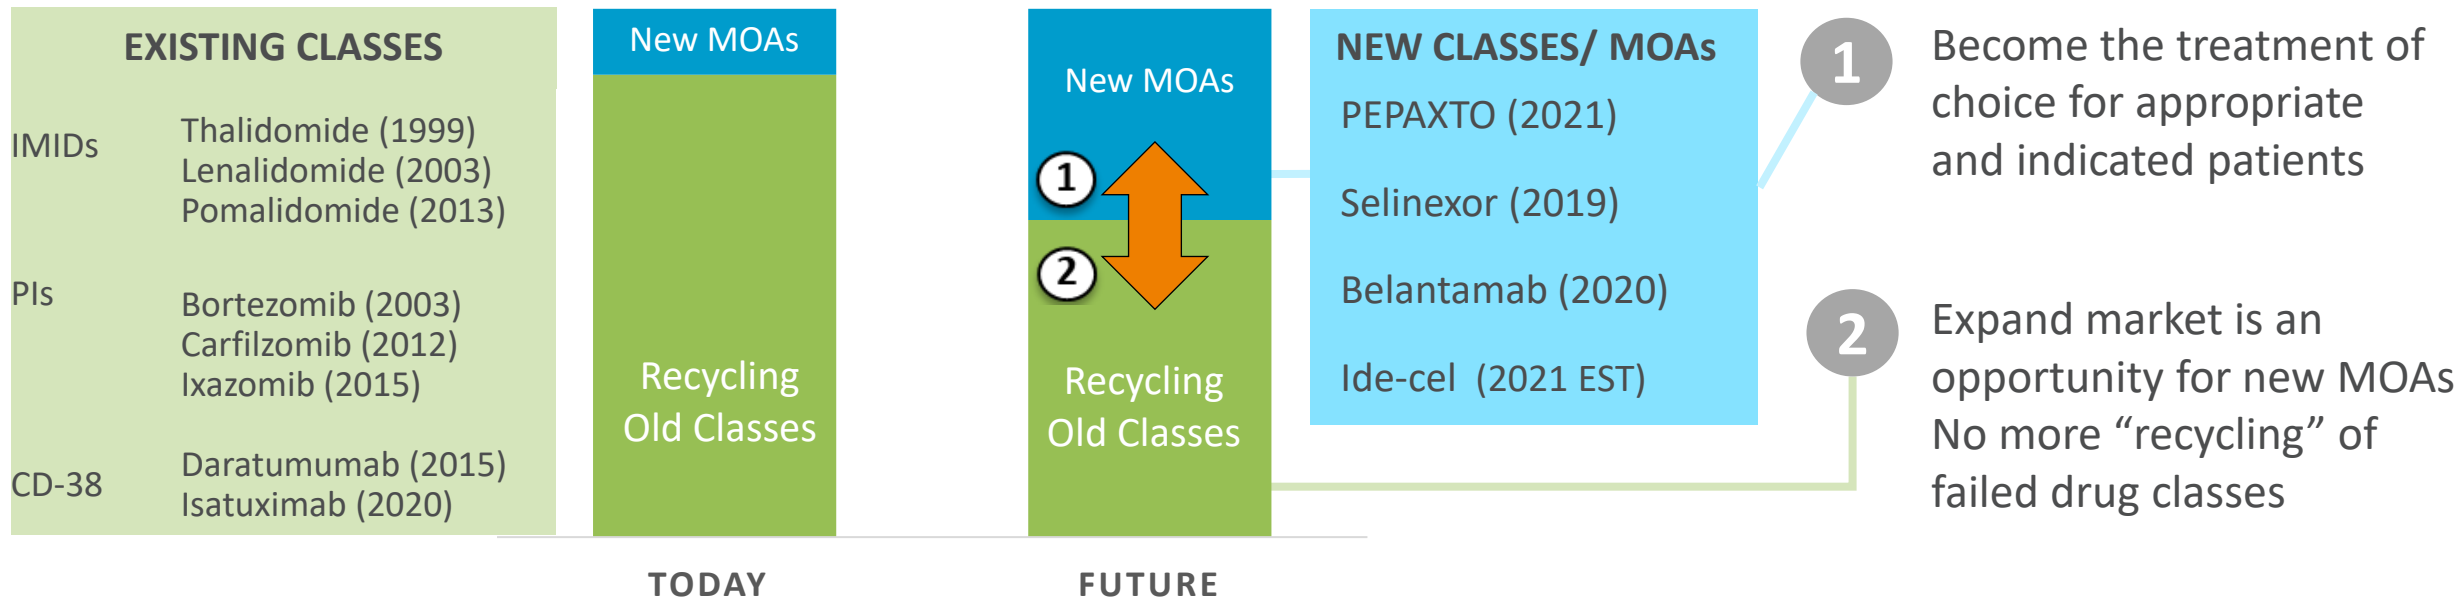 EXISTING CLASSES
IMIDs
Thalidomide (1999)
Lenalidomide (2003)
Pomalidomide (2013)
PIs
Bortezomib (2003)
Carfilzomib (2012)
Ixazomib (2015)
CD-38
Daratumumab (2015)
Isatuximab (2020)
New MOAs
Recycling
Old Classes
TODAY
New MOAs
1
2
Recycling
Old Classes
FUTURE
NEW CLASSES/ MOAs
PEPAXTO (2021)
Selinexor (2019)
Belantamab (2020)
Ide-cel (2021 EST)
1
Become the treatment of
choice for appropriate
and indicated patients
2
Expand market is an
opportunity for new MOAs
No more “recycling” of
failed drug classes